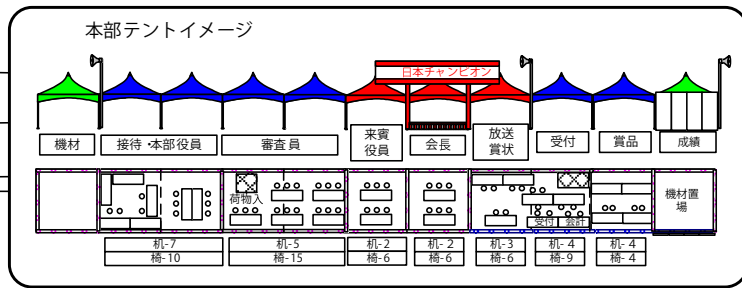 本部テントイメージ
日本チャンピオン
機材
接待・本部役員
審査員
来賓
役員
会長
放送
賞状
受付
賞品
成績
荷物入
機材置
場
受付 会計
机-7
椅-10
机-5
椅-15
机-2
椅-6
机- 2
椅-6
机-3
椅-6
机- 4
椅-9
机- 4
椅- 4